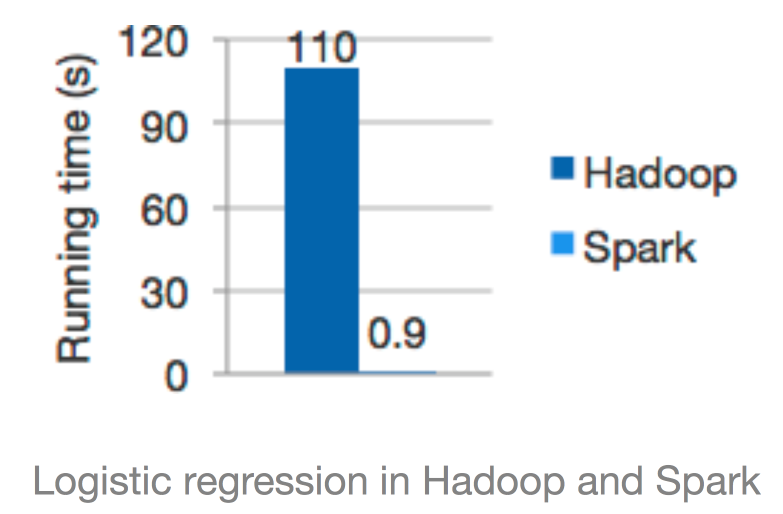 120
110
90
60
30
0
0.9
Running time (s)
Hadoop
Spark
Logistic regression in Hadoop and Spark